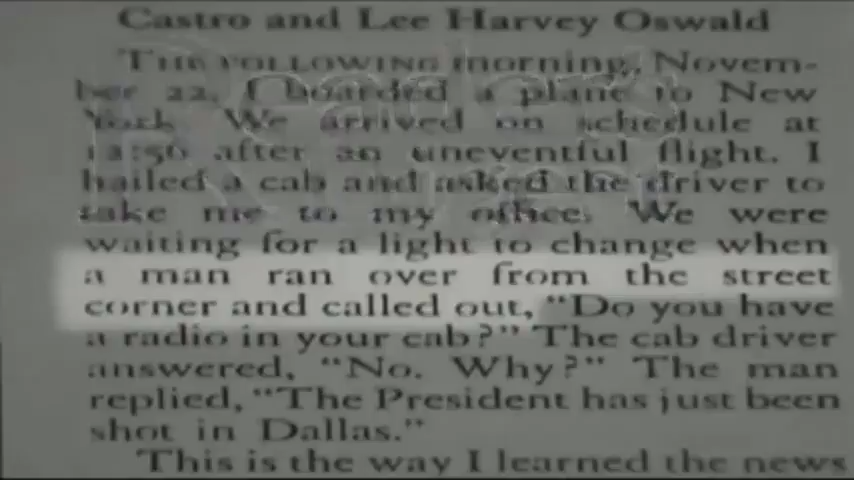 Castro and Lee Harvey Oswald
THE FOLLOWING morning, Novem-
ber 22, I boarded a plane to New
York. We arrived on schedule at
12:56 after an uneventful flight. I
hailed a cab and asked the driver to
take me to my office. We were
waiting for a light to change when
a man ran over from the street
corner and called out, "Do you have
a radio in your cab?" The cab driver
answered, "No. Why?" The man
replied, "The President has just been
shot in Dallas."
This is the way I learned the news
Reader's
Digest